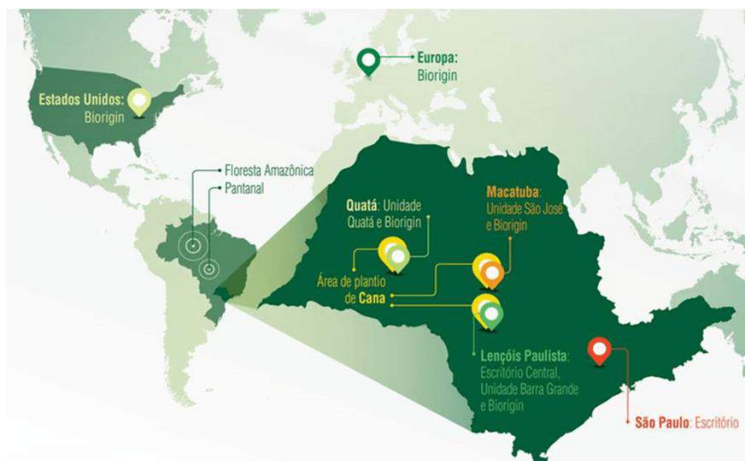 Europa:
Biorigin
Estados Unidos:
Biorigin
Floresta Amazônica
Pantanal
Quatá: Unidade
Quatá e Biorigin
Macatuba:
Unidade São José
e Biorigin
Área de plantio
de Cana
Lençóis Paulista:
Escritório Central,
Unidade Barra Grande
e Biorigin
São Paulo: Escritório